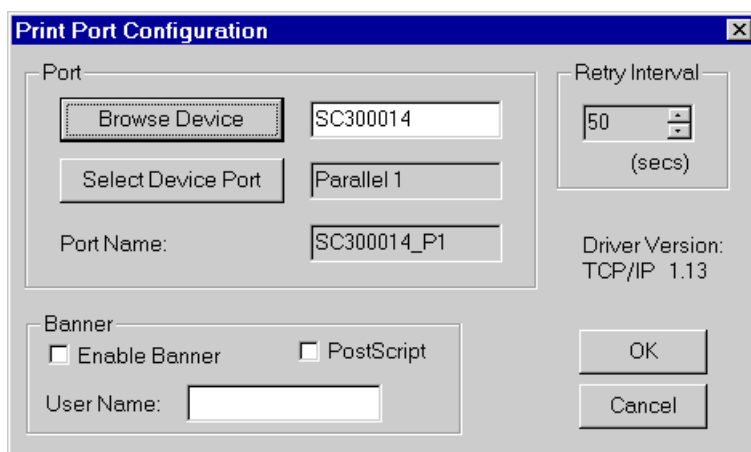 Print Port Configuration
Port
Browse Device
SC300014
Select Device Port
Parallel 1
Port Name:
SC300014_P1
Retry Interval
50
(secs)
Driver Version:
TCP/IP 1.13
Banner
Enable Banner
PostScript
User Name:
OK
Cancel